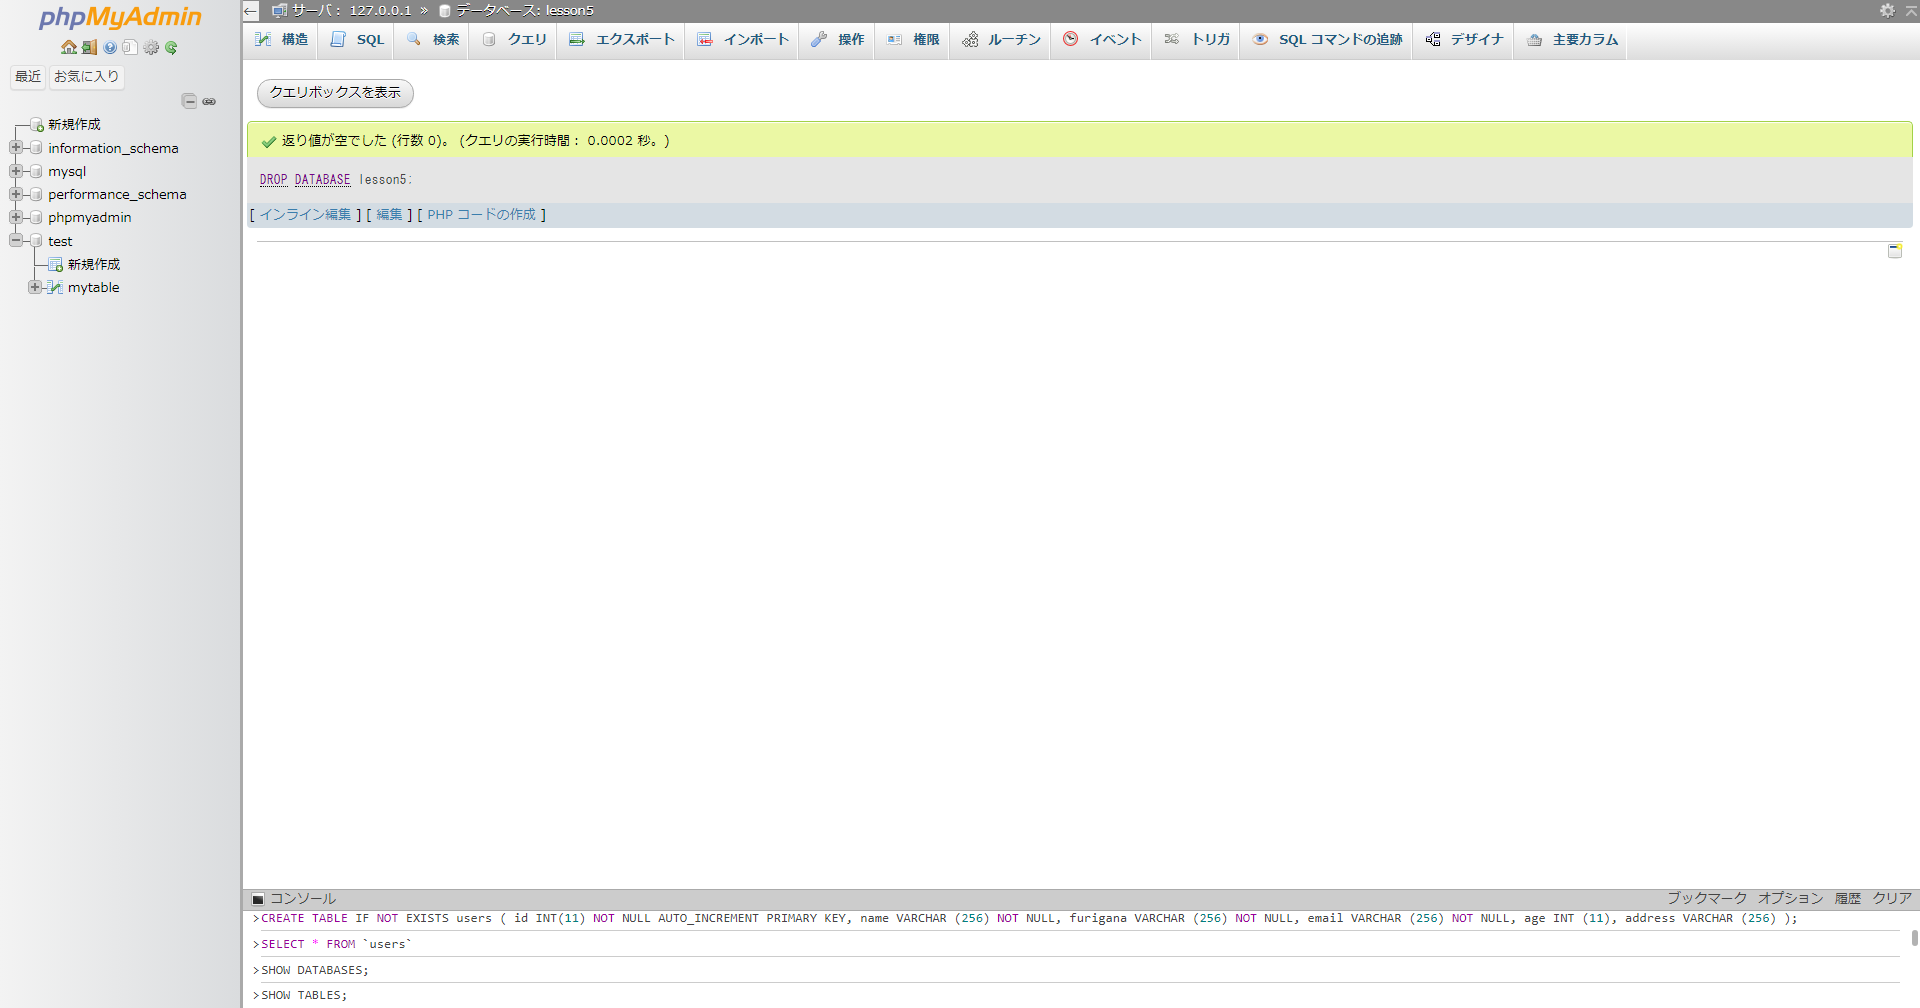 phpMyAdmin
最近 お気に入り
新規作成
information_schema
mysql
performance_schema
phpmyadmin
test
新規作成
mytable
サーバ： 127.0.0.1 » データベース: lesson5
構造 SQL 検索 クエリ エクスポート インポート 操作 権限 ルーチン イベント トリガ SQL コマンドの追跡 デザイナ 主要カラム
クエリボックスを表示
返り値が空でした (行数 0)。 (クエリの実行時間： 0.0002 秒。)
DROP DATABASE lesson5;
[ インライン編集 ] [ 編集 ] [ PHP コードの作成 ]
コンソール ブックマーク オプション 履歴 クリア
>CREATE TABLE IF NOT EXISTS users ( id INT(11) NOT NULL AUTO_INCREMENT PRIMARY KEY, name VARCHAR (256) NOT NULL, furigana VARCHAR (256) NOT NULL, email VARCHAR (256) NOT NULL, age INT (11), address VARCHAR (256) );
>SELECT * FROM `users`
>SHOW DATABASES;
>SHOW TABLES;